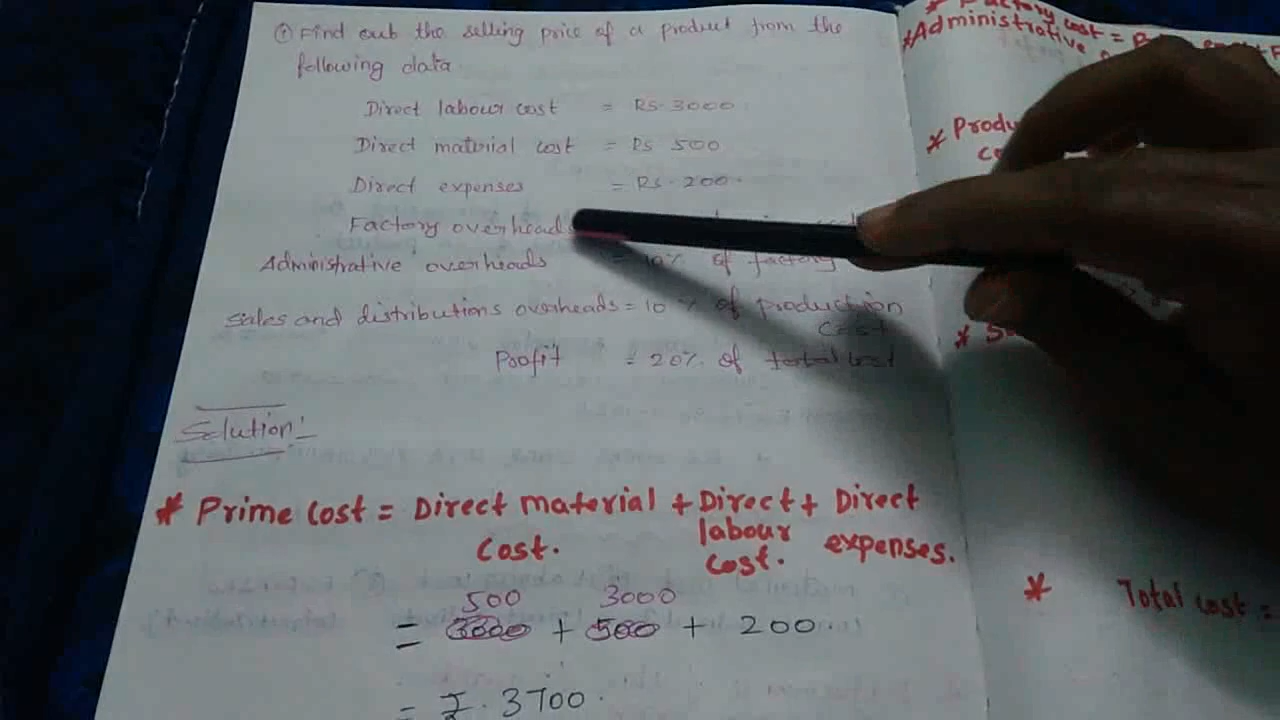 ① Find out the selling price of a product from the
following data
Direct labour cost = Rs. 3000.
Direct material cost = Rs 500
Direct expenses = Rs. 200.
Factory overheads
Administrative overheads = 10% of factory
Sales and distributions overheads = 10% of production
cost
Profit = 20% of total cost
Solution:
* Prime cost = Direct material + Direct + Direct
cost. labour expenses.
cost.
500 3000
= 3000 + 500 + 200.
= ₹. 3700.
* Factory cost =
* Administrative
* Produ
* S
* Total cost =